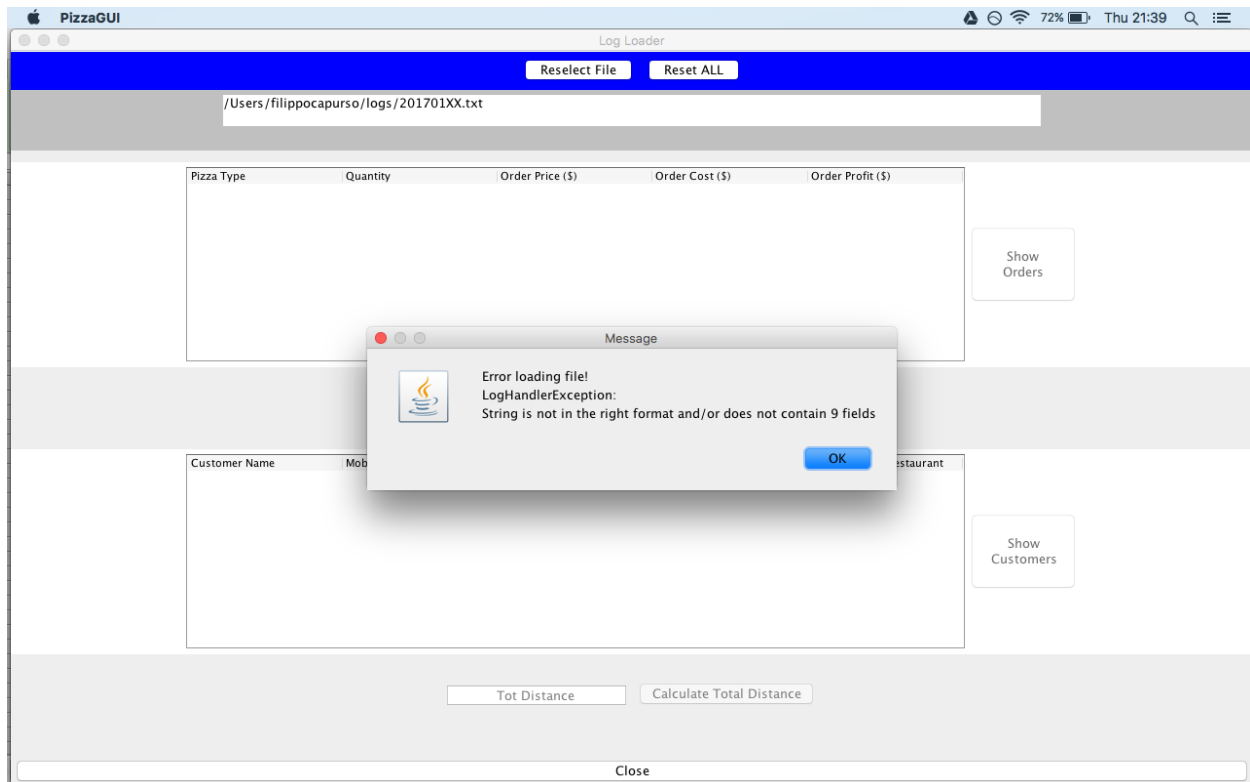 PizzaGUI 72% Thu 21:39
Log Loader
Reselect File Reset ALL
/Users/filippocapurso/logs/201701XX.txt
Pizza Type Quantity Order Price ($) Order Cost ($) Order Profit ($)
Show
Orders
Message
Error loading file!
LogHandlerException:
String is not in the right format and/or does not contain 9 fields
OK
Customer Name Mob estaurant
Show
Customers
Tot Distance Calculate Total Distance
Close